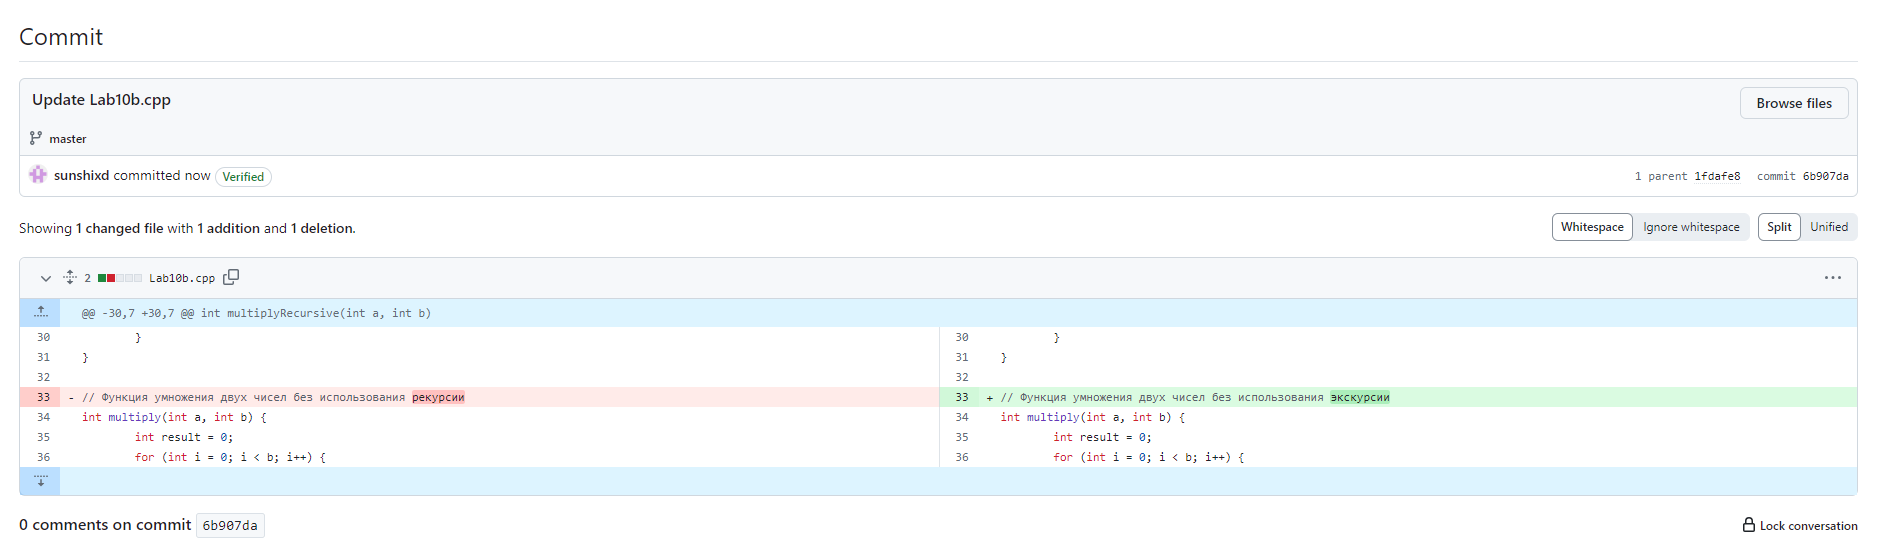 Commit
Update Lab10b.cpp
Browse files
master
sunshixd committed now Verified
1 parent 1fdafe8 commit 6b907da
Showing 1 changed file with 1 addition and 1 deletion.
Whitespace Ignore whitespace Split Unified
2 Lab10b.cpp
@@ -30,7 +30,7 @@ int multiplyRecursive(int a, int b)
30 } 30 }
31 } 31 }
32 32
33 - // Функция умножения двух чисел без использования рекурсии 33 + // Функция умножения двух чисел без использования экскурсии
34 int multiply(int a, int b) { 34 int multiply(int a, int b) {
35 int result = 0; 35 int result = 0;
36 for (int i = 0; i < b; i++) { 36 for (int i = 0; i < b; i++) {
0 comments on commit 6b907da
Lock conversation